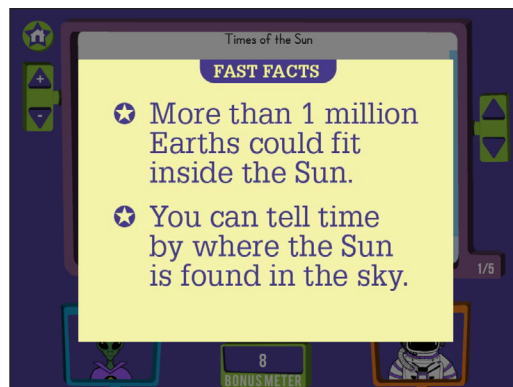 Times of the Sun
FAST FACTS
More than 1 million
Earths could fit
inside the Sun.
You can tell time
by where the Sun
is found in the sky.
+
-
1/5
8
BONUS METER